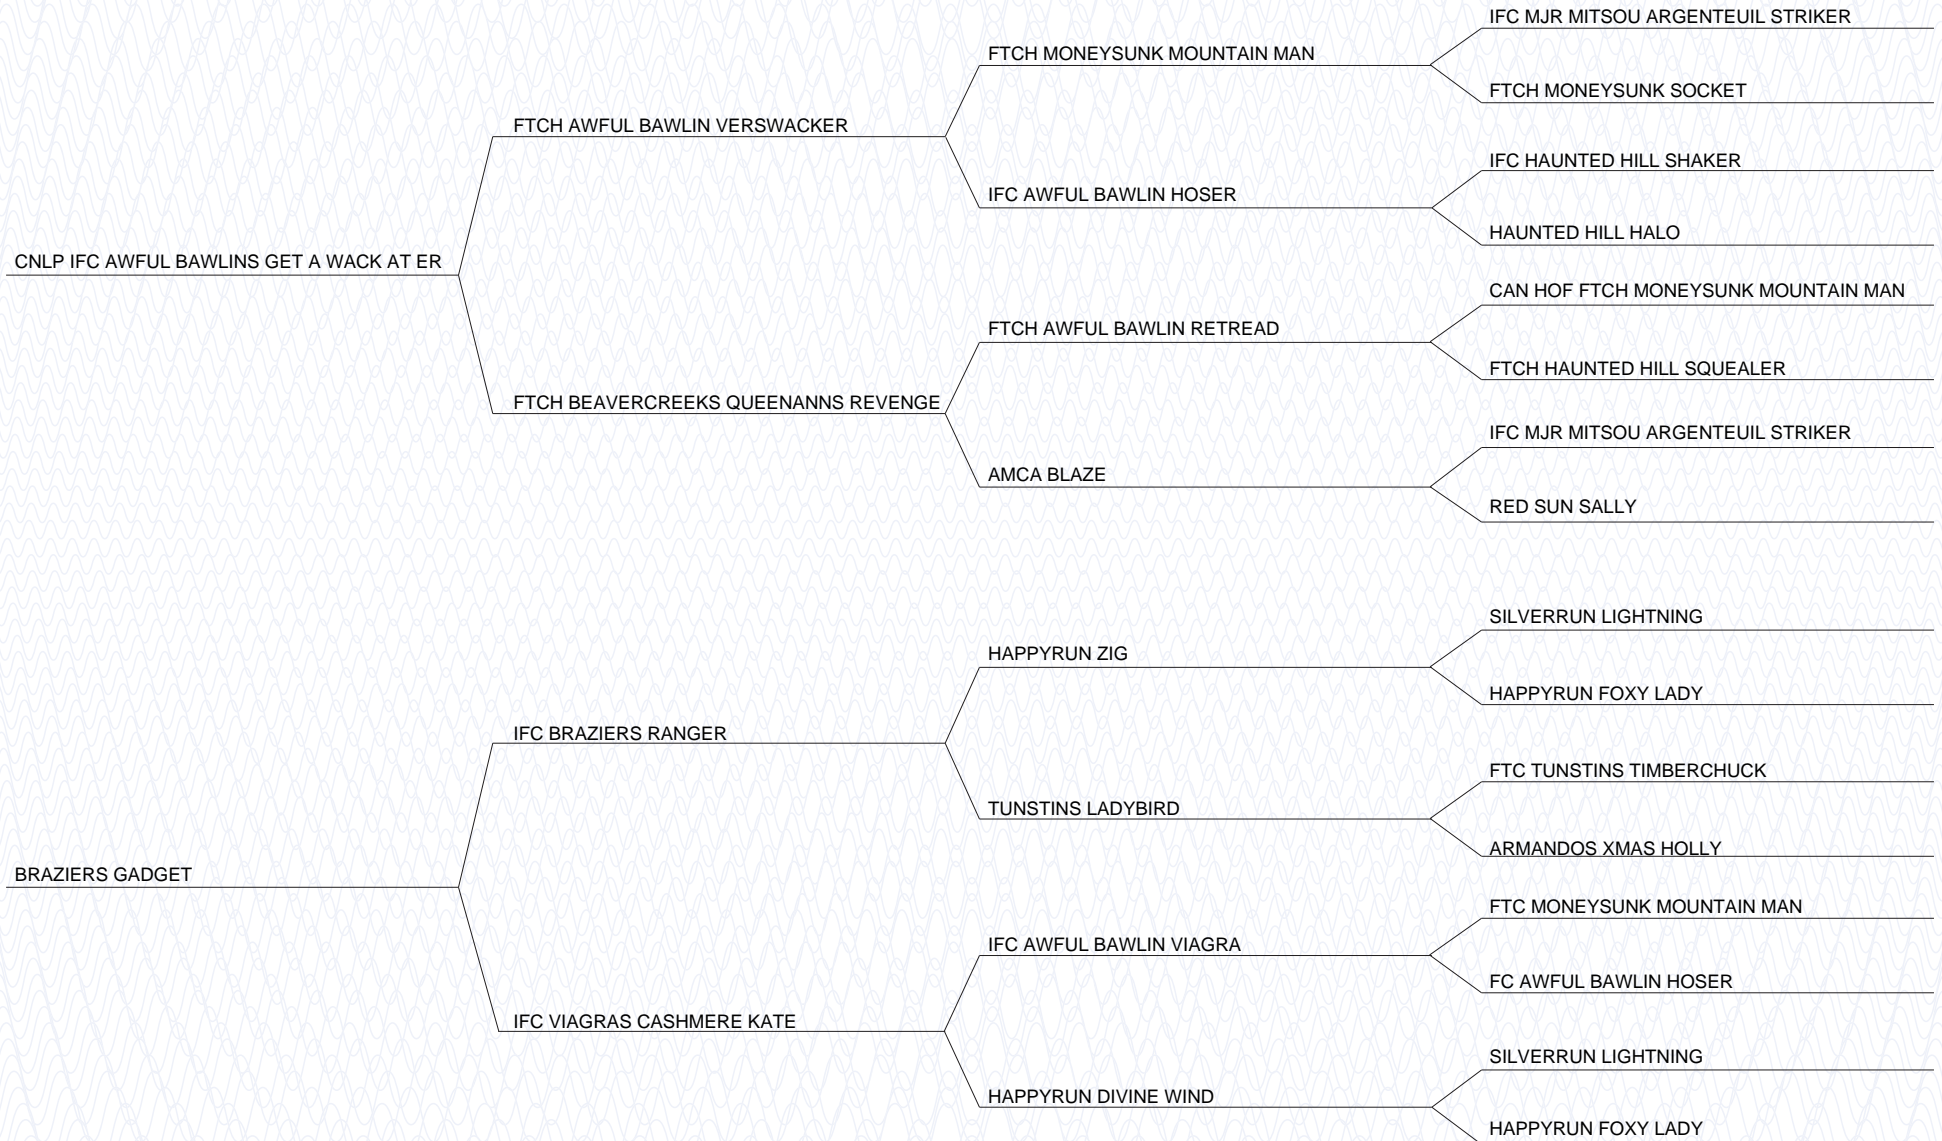 IFC MJR MITSOU ARGENTEUIL STRIKER
FTCH MONEYSUNK MOUNTAIN MAN
FTCH MONEYSUNK SOCKET
FTCH AWFUL BAWLIN VERSWACKER
IFC HAUNTED HILL SHAKER
IFC AWFUL BAWLIN HOSER
HAUNTED HILL HALO
CNLP IFC AWFUL BAWLINS GET A WACK AT ER
CAN HOF FTCH MONEYSUNK MOUNTAIN MAN
FTCH AWFUL BAWLIN RETREAD
FTCH HAUNTED HILL SQUEALER
FTCH BEAVERCREEKS QUEENANNS REVENGE
IFC MJR MITSOU ARGENTEUIL STRIKER
AMCA BLAZE
RED SUN SALLY
SILVERRUN LIGHTNING
HAPPYRUN ZIG
HAPPYRUN FOXY LADY
IFC BRAZIERS RANGER
FTC TUNSTINS TIMBERCHUCK
TUNSTINS LADYBIRD
ARMANDOS XMAS HOLLY
BRAZIERS GADGET
FTC MONEYSUNK MOUNTAIN MAN
IFC AWFUL BAWLIN VIAGRA
FC AWFUL BAWLIN HOSER
IFC VIAGRAS CASHMERE KATE
SILVERRUN LIGHTNING
HAPPYRUN DIVINE WIND
HAPPYRUN FOXY LADY